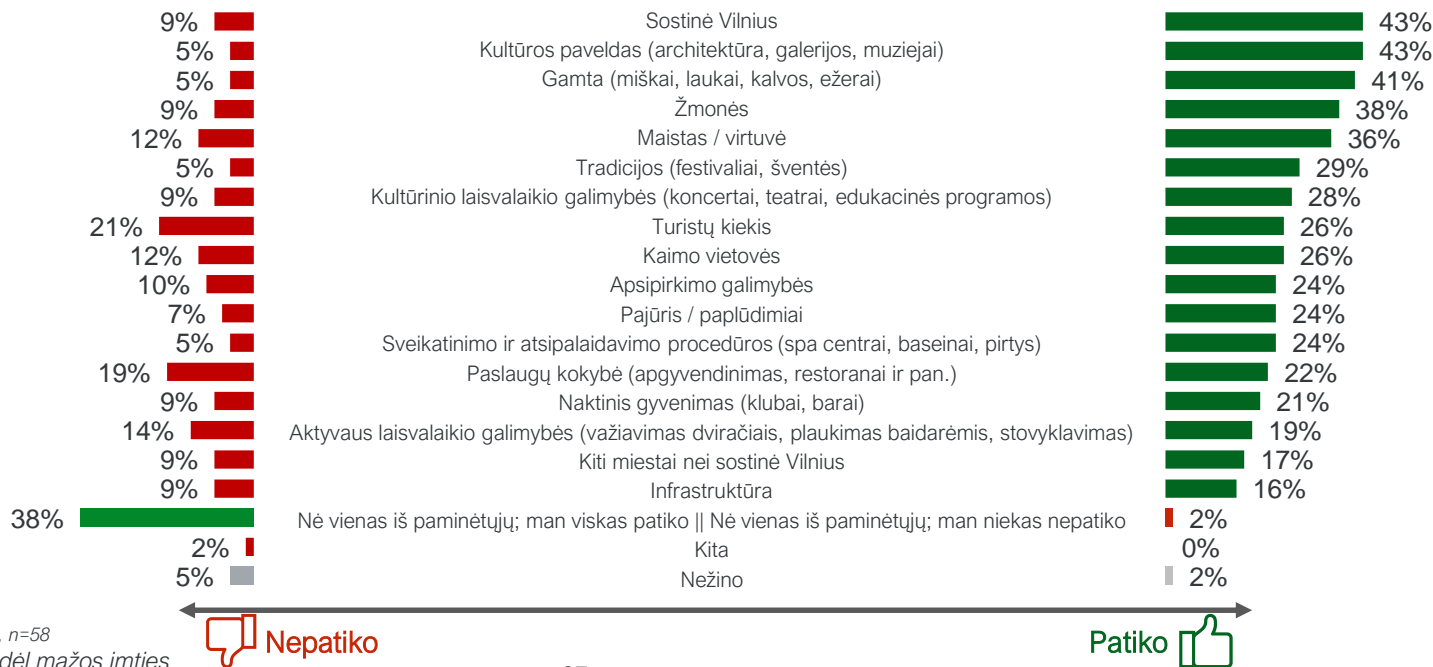 9% Sostinė Vilnius 43%
5% Kultūros paveldas (architektūra, galerijos, muziejai) 43%
5% Gamta (miškai, laukai, kalvos, ežerai) 41%
9% Žmonės 38%
12% Maistas / virtuvė 36%
5% Tradicijos (festivaliai, šventės) 29%
9% Kultūrinio laisvalaikio galimybės (koncertai, teatrai, edukacinės programos) 28%
21% Turistų kiekis 26%
12% Kaimo vietovės 26%
10% Apsipirkimo galimybės 24%
7% Pajūris / paplūdimiai 24%
5% Sveikatinimo ir atsipalaidavimo procedūros (spa centrai, baseinai, pirtys) 24%
19% Paslaugų kokybė (apgyvendinimas, restoranai ir pan.) 22%
9% Naktinis gyvenimas (klubai, barai) 21%
14% Aktyvaus laisvalaikio galimybės (važiavimas dviračiais, plaukimas baidarėmis, stovyklavimas) 19%
9% Kiti miestai nei sostinė Vilnius 17%
9% Infrastruktūra 16%
38% Nė vienas iš paminėtųjų; man viskas patiko || Nė vienas iš paminėtųjų; man niekas nepatiko 2%
2% Kita 0%
5% Nežino 2%
, n=58
Nepatiko Patiko
dėl mažos imties